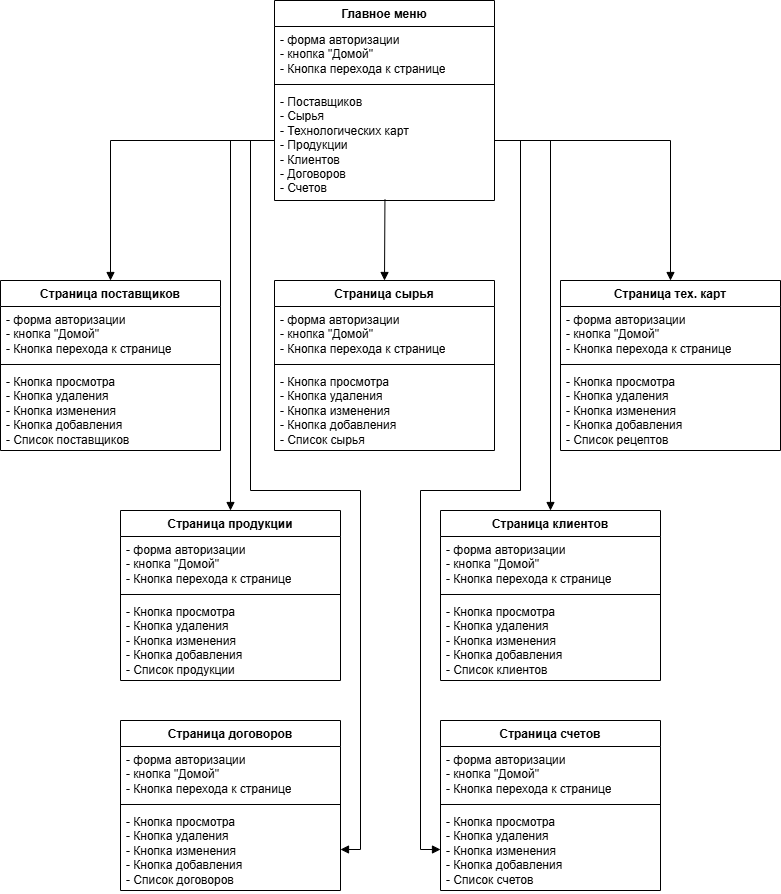 Главное меню
- форма авторизации
- кнопка "Домой"
- Кнопка перехода к странице
- Поставщиков
- Сырья
- Технологических карт
- Продукции
- Клиентов
- Договоров
- Счетов
Страница поставщиков
- форма авторизации
- кнопка "Домой"
- Кнопка перехода к странице
- Кнопка просмотра
- Кнопка удаления
- Кнопка изменения
- Кнопка добавления
- Список поставщиков
Страница сырья
- форма авторизации
- кнопка "Домой"
- Кнопка перехода к странице
- Кнопка просмотра
- Кнопка удаления
- Кнопка изменения
- Кнопка добавления
- Список сырья
Страница тех. карт
- форма авторизации
- кнопка "Домой"
- Кнопка перехода к странице
- Кнопка просмотра
- Кнопка удаления
- Кнопка изменения
- Кнопка добавления
- Список рецептов
Страница продукции
- форма авторизации
- кнопка "Домой"
- Кнопка перехода к странице
- Кнопка просмотра
- Кнопка удаления
- Кнопка изменения
- Кнопка добавления
- Список продукции
Страница клиентов
- форма авторизации
- кнопка "Домой"
- Кнопка перехода к странице
- Кнопка просмотра
- Кнопка удаления
- Кнопка изменения
- Кнопка добавления
- Список клиентов
Страница договоров
- форма авторизации
- кнопка "Домой"
- Кнопка перехода к странице
- Кнопка просмотра
- Кнопка удаления
- Кнопка изменения
- Кнопка добавления
- Список договоров
Страница счетов
- форма авторизации
- кнопка "Домой"
- Кнопка перехода к странице
- Кнопка просмотра
- Кнопка удаления
- Кнопка изменения
- Кнопка добавления
- Список счетов